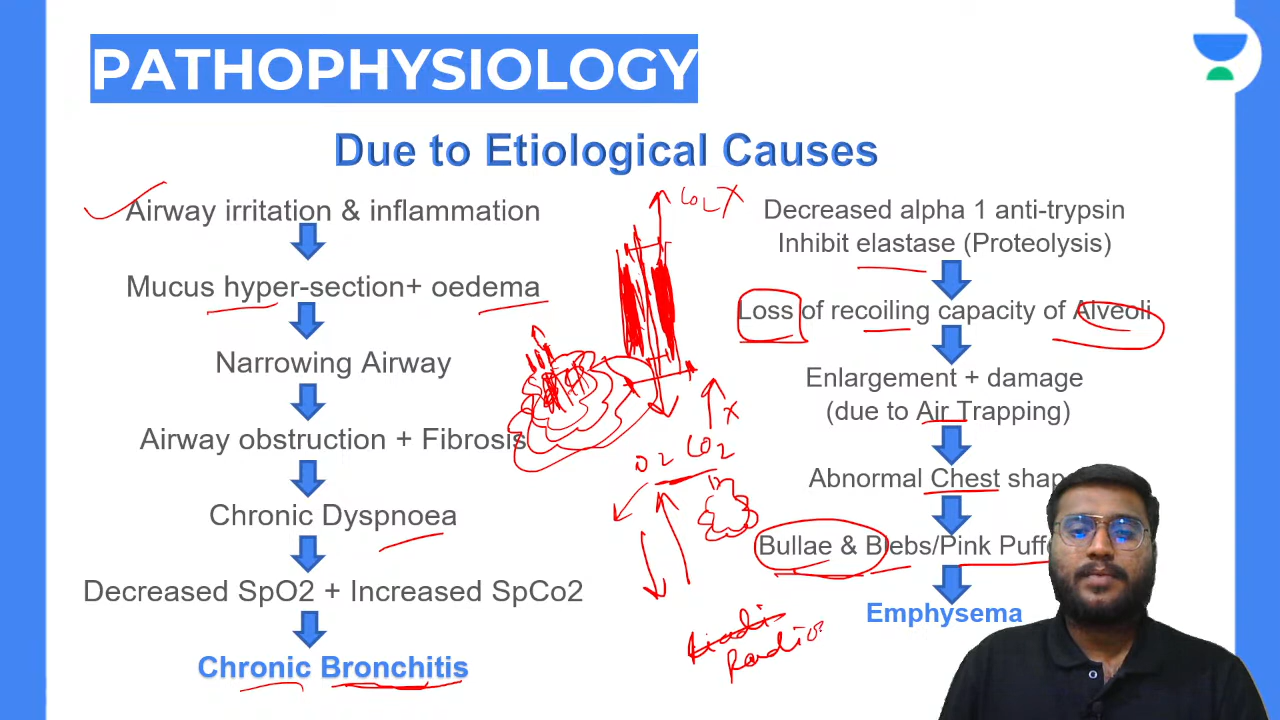 PATHOPHYSIOLOGY
Due to Etiological Causes
Airway irritation & inflammation
Mucus hyper-section+ oedema
Narrowing Airway
Airway obstruction + Fibrosis
Chronic Dyspnoea
Decreased SpO2 + Increased SpCo2
Chronic Bronchitis
CO2 X
O2 CO2
X
Decreased alpha 1 anti-trypsin
Inhibit elastase (Proteolysis)
Loss of recoiling capacity of Alveoli
Enlargement + damage
(due to Air Trapping)
Abnormal Chest shap
Bullae & Blebs/Pink Puff
Emphysema